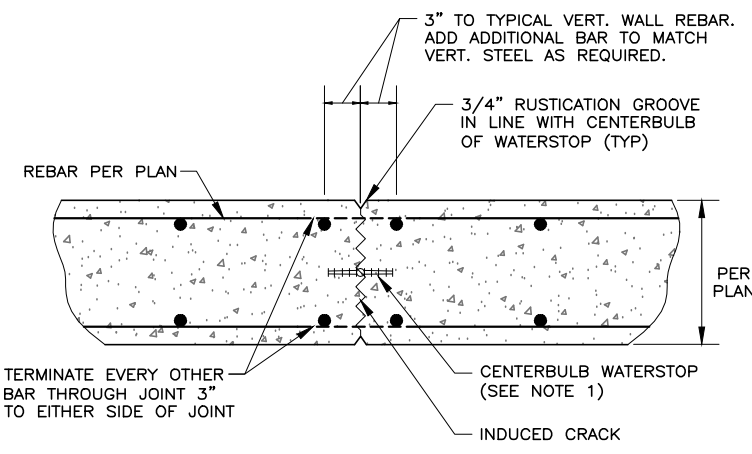 3" TO TYPICAL VERT. WALL REBAR.
ADD ADDITIONAL BAR TO MATCH
VERT. STEEL AS REQUIRED.
3/4" RUSTICATION GROOVE
IN LINE WITH CENTERBULB
OF WATERSTOP (TYP)
REBAR PER PLAN
PER
PLAN
TERMINATE EVERY OTHER
BAR THROUGH JOINT 3"
TO EITHER SIDE OF JOINT
CENTERBULB WATERSTOP
(SEE NOTE 1)
INDUCED CRACK